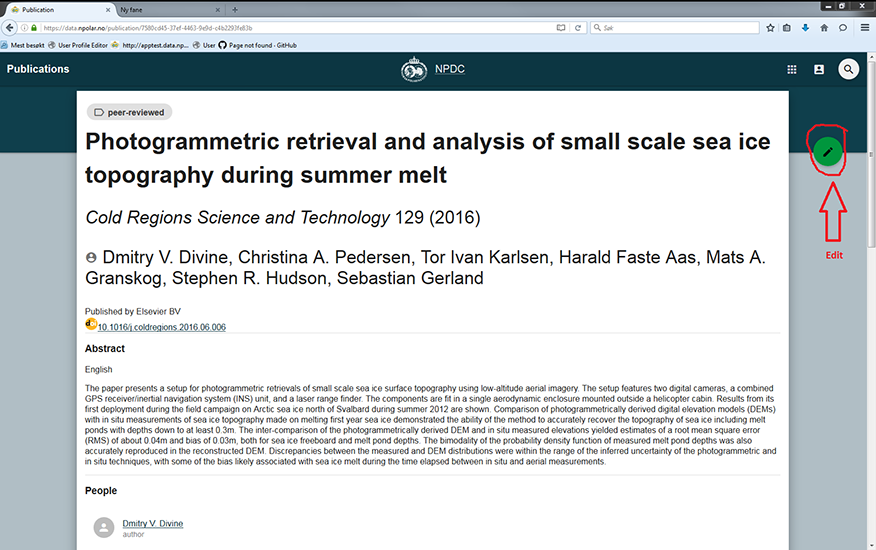 Publication
Ny fane
https://data.npolar.no/publication/7580cd45-37ef-4463-9e9d-c4b2293fe83b
Søk
Mest besøkt User Profile Editor http://apptest.data.np... User Page not found · GitHub
Publications
NPDC
peer-reviewed
Photogrammetric retrieval and analysis of small scale sea ice
topography during summer melt
Cold Regions Science and Technology 129 (2016)
Dmitry V. Divine, Christina A. Pedersen, Tor Ivan Karlsen, Harald Faste Aas, Mats A.
Granskog, Stephen R. Hudson, Sebastian Gerland
Edit
Published by Elsevier BV
10.1016/j.coldregions.2016.06.006
Abstract
English
The paper presents a setup for photogrammetric retrievals of small scale sea ice surface topography using low-altitude aerial imagery. The setup features two digital cameras, a combined
GPS receiver/inertial navigation system (INS) unit, and a laser range finder. The components are fit in a single aerodynamic enclosure mounted outside a helicopter cabin. Results from its
first deployment during the field campaign on Arctic sea ice north of Svalbard during summer 2012 are shown. Comparison of photogrammetrically derived digital elevation models (DEMs)
with in situ measurements of sea ice topography made on melting first year sea ice demonstrated the ability of the method to accurately recover the topography of sea ice including melt
ponds with depths down to at least 0.3m. The inter-comparison of the photogrammetrically derived DEM and in situ measured elevations yielded estimates of a root mean square error
(RMS) of about 0.04m and bias of 0.03m, both for sea ice freeboard and melt pond depths. The bimodality of the probability density function of measured melt pond depths was also
accurately reproduced in the reconstructed DEM. Discrepancies between the measured and DEM distributions were within the range of the inferred uncertainty of the photogrammetric and
in situ techniques, with some of the bias likely associated with sea ice melt during the time elapsed between in situ and aerial measurements.
People
Dmitry V. Divine
author